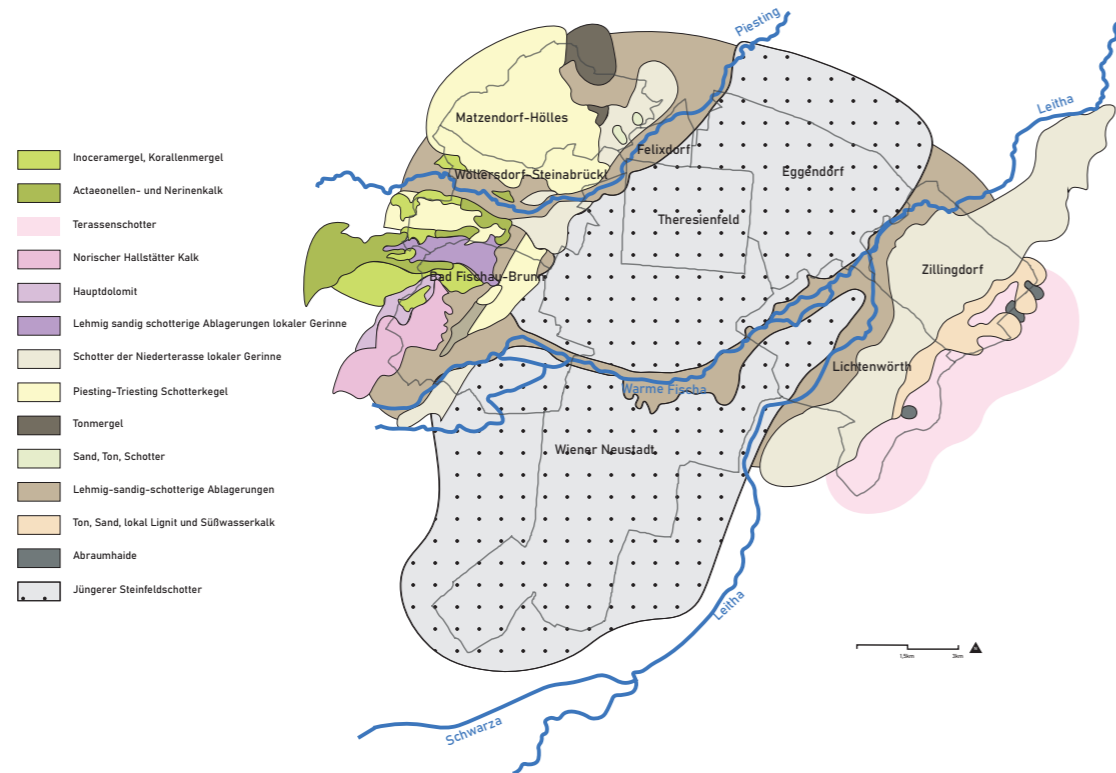 Inoceramergel, Korallenmergel
Actaeonellen- und Nerinenkalk
Terassenschotter
Norischer Hallstätter Kalk
Hauptdolomit
Lehmig sandig schotterige Ablagerungen lokaler Gerinne
Schotter der Niederterasse lokaler Gerinne
Piesting-Triesting Schotterkegel
Tonmergel
Sand, Ton, Schotter
Lehmig-sandig-schotterige Ablagerungen
Ton, Sand, lokal Lignit und Süßwasserkalk
Abraumhaide
Jüngerer Steinfeldschotter
Piesting
Leitha
Matzendorf-Hölles
Felixdorf
Wöllersdorf-Steinabrückl
Eggendorf
Theresienfeld
Bad Fischau-Brunn
Zillingdorf
Lichtenwörth
Warme Fischa
Wiener Neustadt
Leitha
Schwarza
1,5km
3km